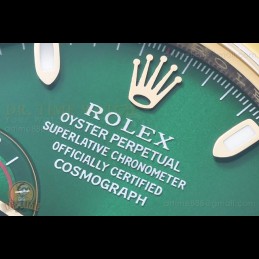 ROLEX
OYSTER PERPETUAL
SUPERLATIVE CHRONOMETER
OFFICIALLY CERTIFIED
COSMOGRAPH